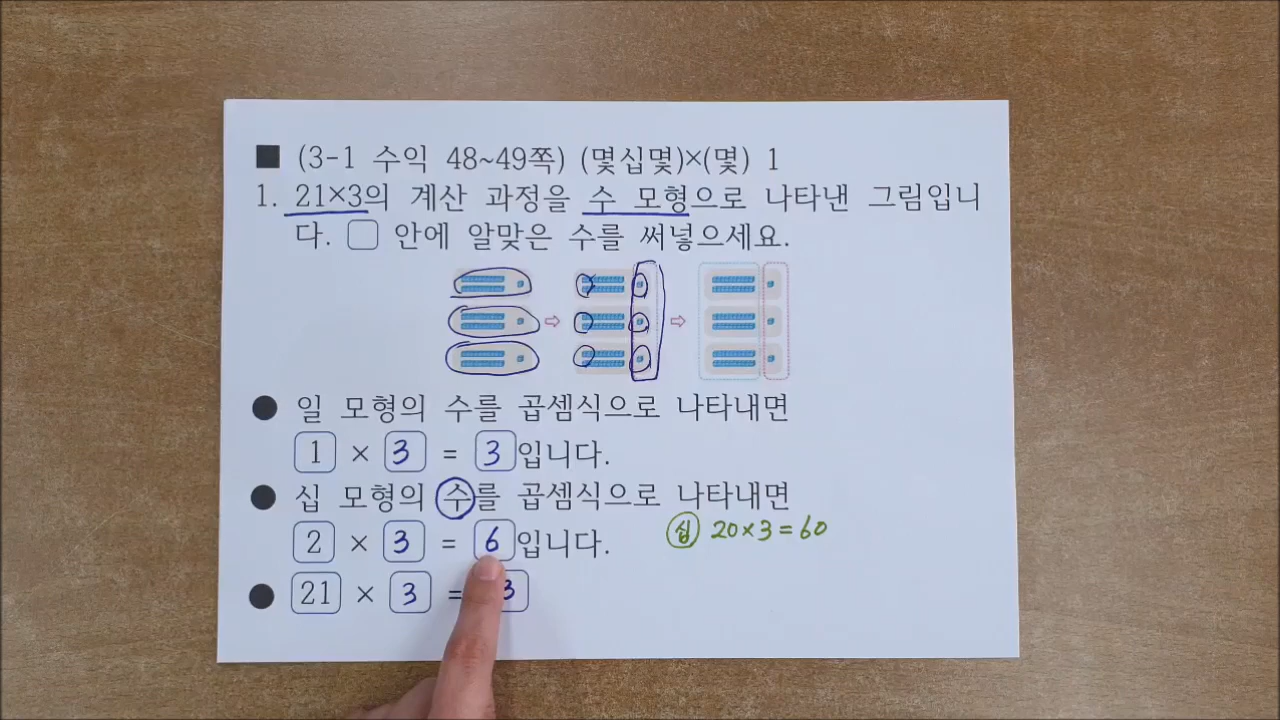 ■ (3-1 수익 48~49쪽) (몇십몇)×(몇) 1
1. 21×3의 계산 과정을 수 모형으로 나타낸 그림입니
다. □ 안에 알맞은 수를 써넣으세요.
● 일 모형의 수를 곱셈식으로 나타내면
1 × 3 = 3 입니다.
● 십 모형의 수를 곱셈식으로 나타내면
2 × 3 = 6 입니다.
십 20×3=60
● 21 × 3 = 3